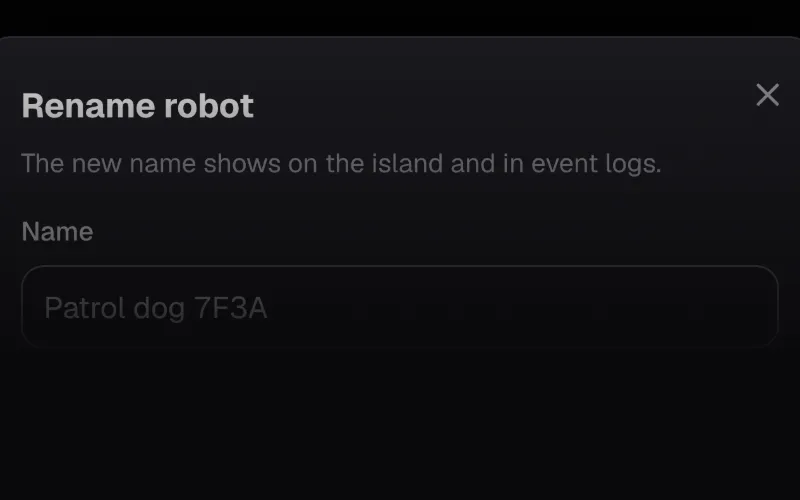 Rename robot
The new name shows on the island and in event logs.
Name
Patrol dog 7F3A